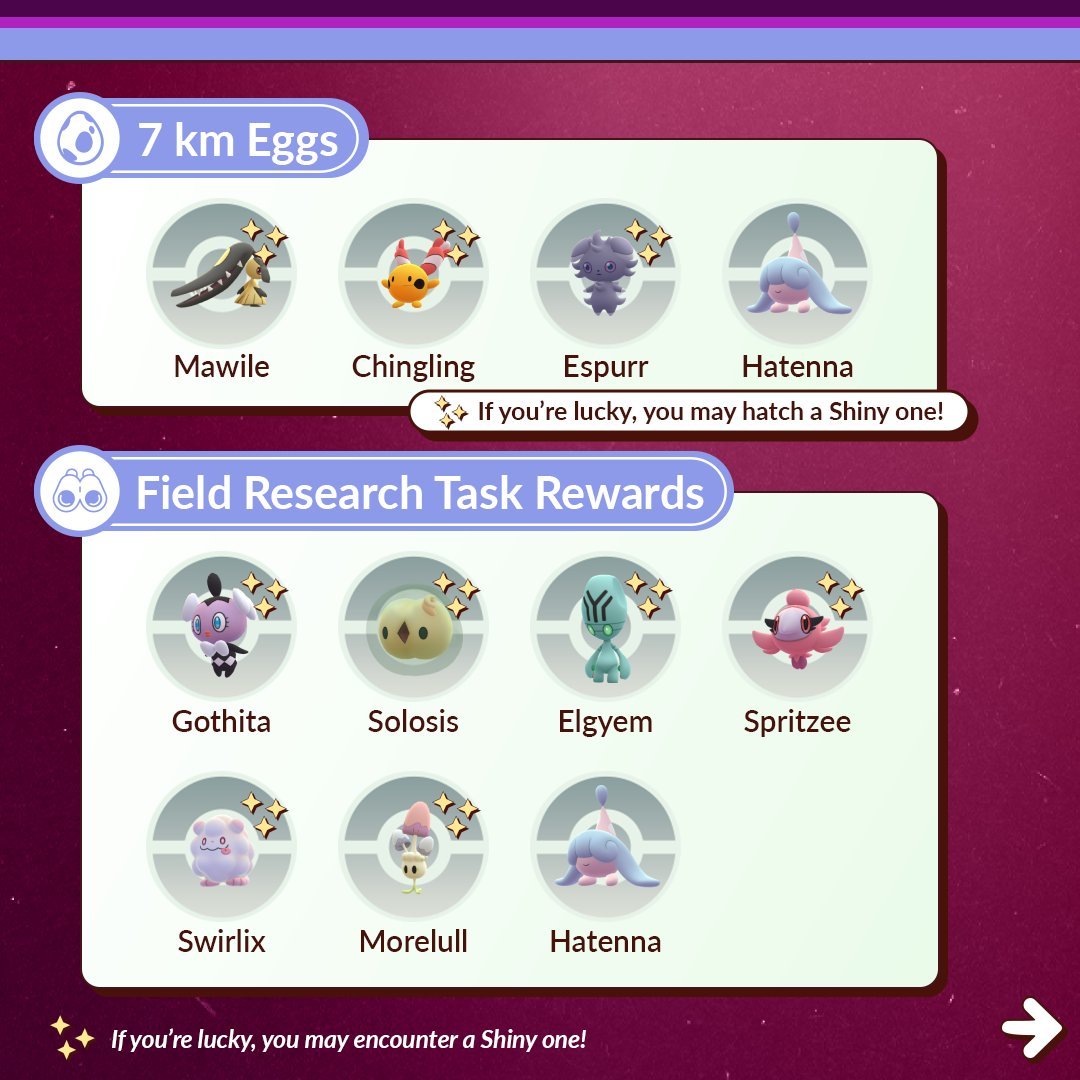 7 km Eggs
Mawile
Chingling
Espurr
Hatenna
If you’re lucky, you may hatch a Shiny one!
Field Research Task Rewards
Gothita
Solosis
Elgyem
Spritzee
Swirlix
Morelull
Hatenna
If you’re lucky, you may encounter a Shiny one!